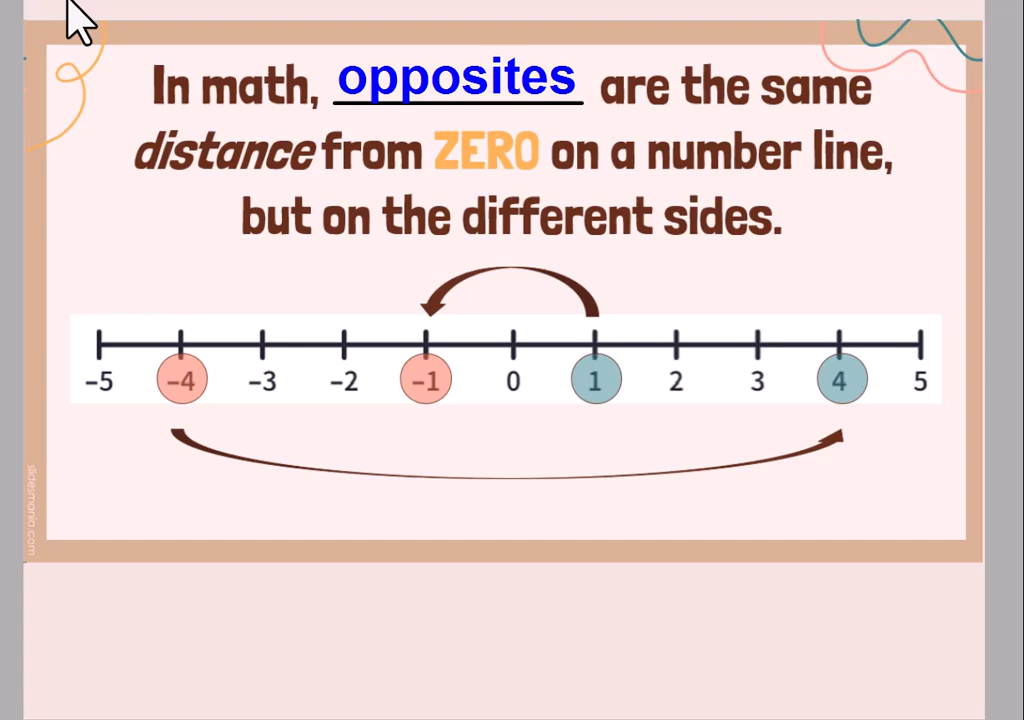 In math, opposites are the same
distance from ZERO on a number line,
but on the different sides.
–5 –4 –3 –2 –1 0 1 2 3 4 5
slidesmania.com